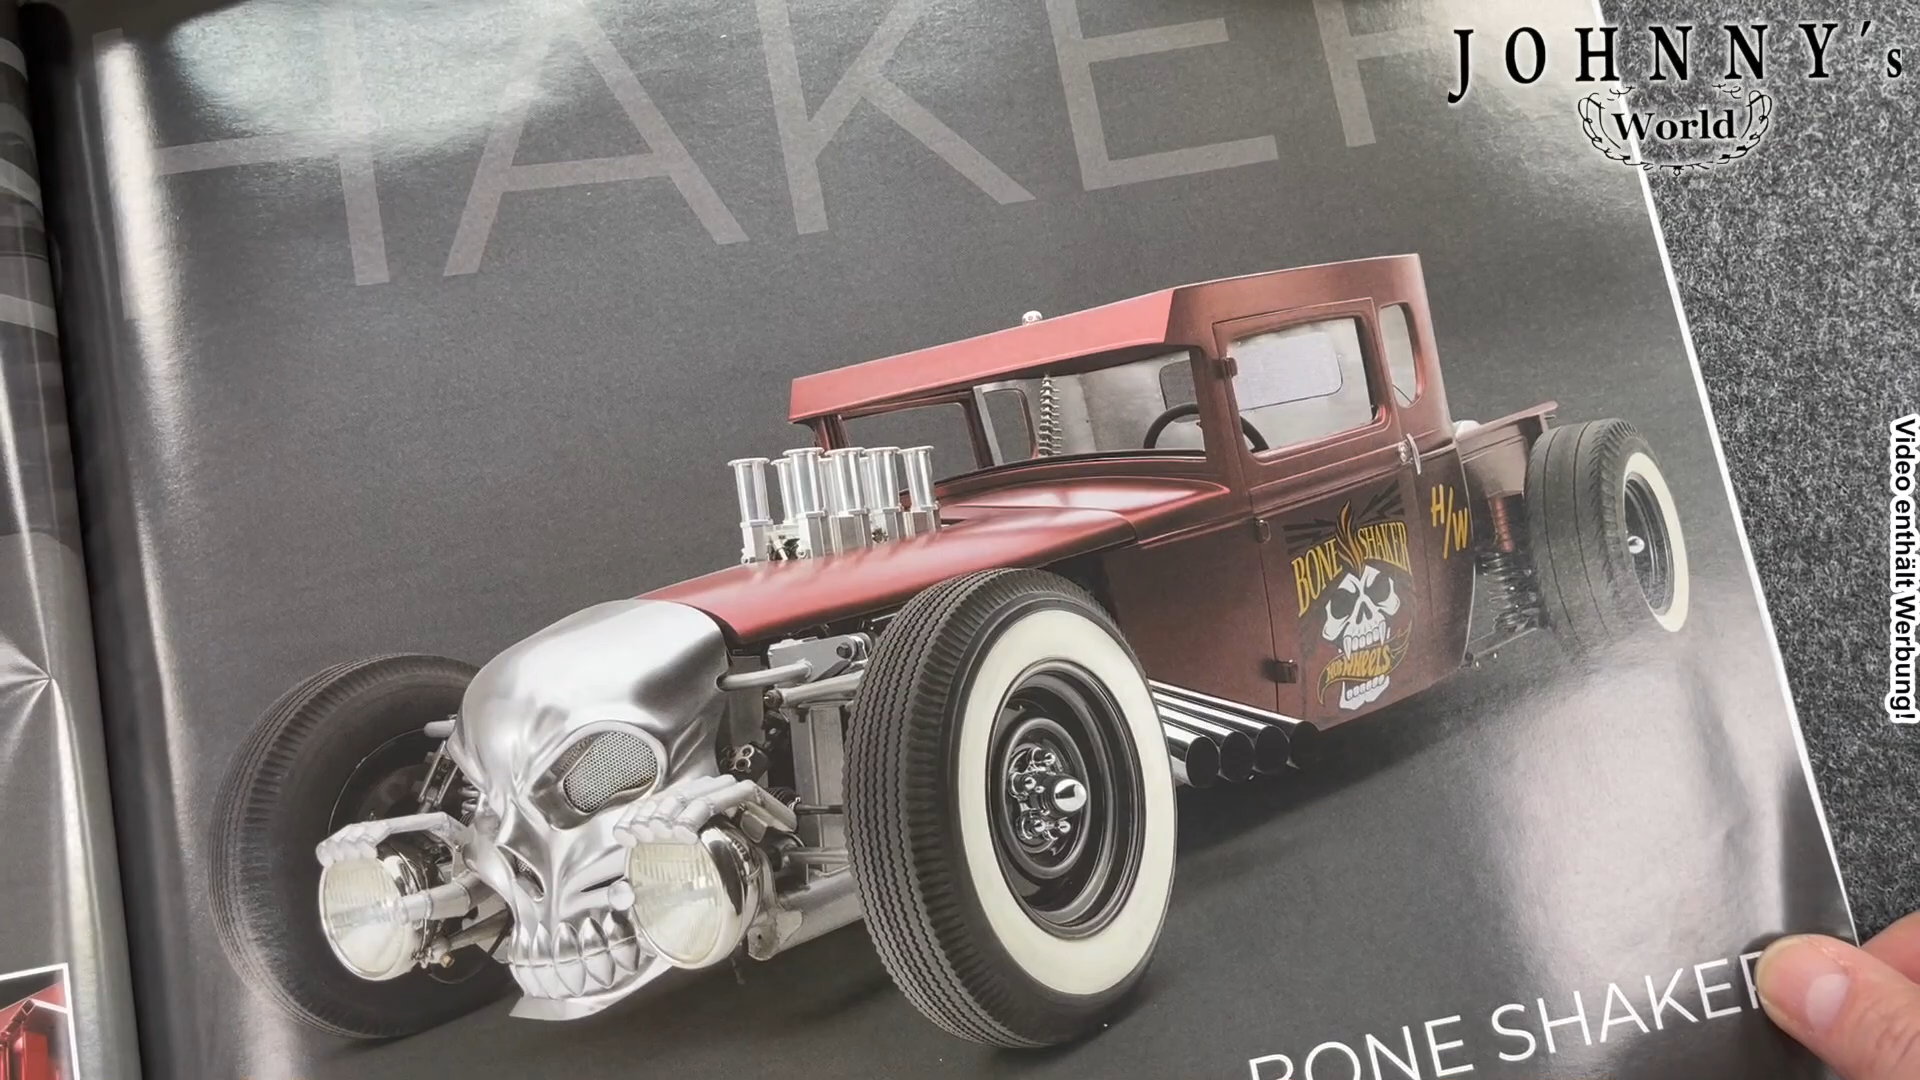 HAKER
JOHNNY´s
World
BONE SHAKER
HOT WHEELS
H/W
Video enthält Werbung!
BONE SHAKER